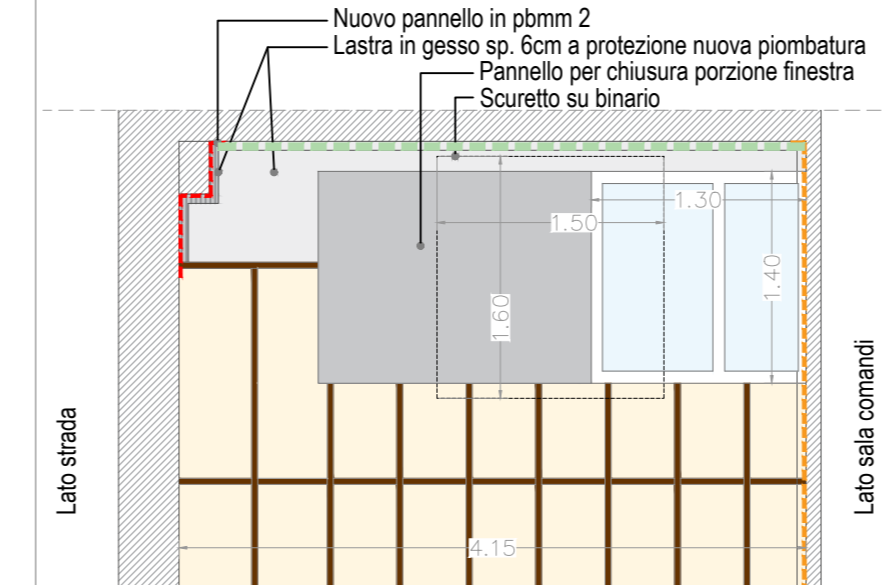 Nuovo pannello in pbmm 2
Lastra in gesso sp. 6cm a protezione nuova piombatura
Pannello per chiusura porzione finestra
Scuretto su binario
1.30
1.50
1.40
1.60
Lato strada
Lato sala comandi
4.15